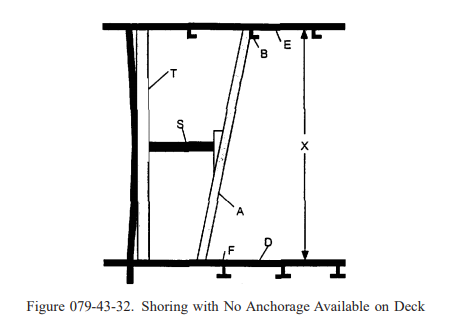 E
B
T
S
X
A
F
D
Figure 079-43-32. Shoring with No Anchorage Available on Deck